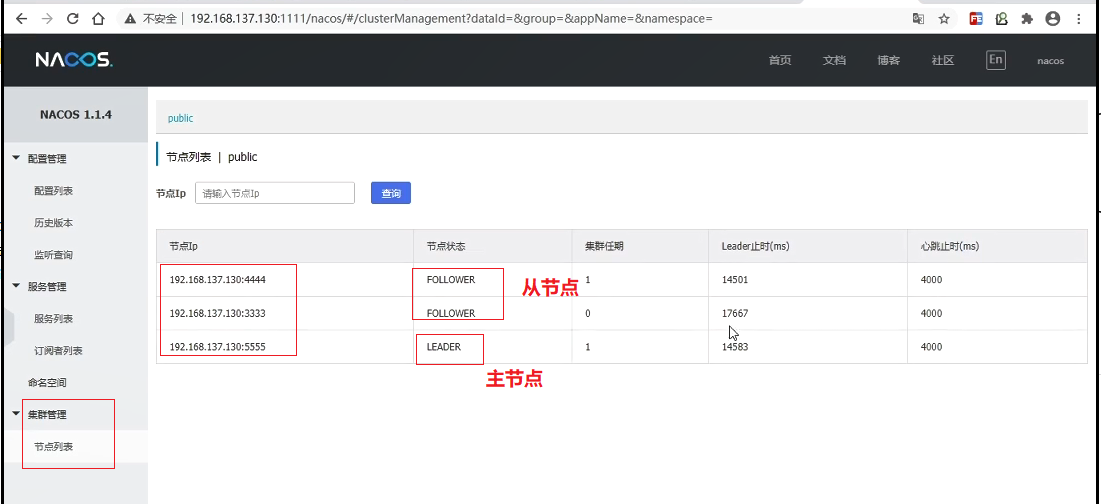 不安全 | 192.168.137.130:1111/nacos/#/clusterManagement?dataId=&group=&appName=&namespace=
NACOS.
首页 文档 博客 社区 En nacos
NACOS 1.1.4
配置管理
配置列表
历史版本
监听查询
服务管理
服务列表
订阅者列表
命名空间
集群管理
节点列表
public
节点列表 | public
节点Ip 请输入节点Ip 查询
节点Ip 节点状态 集群任期 Leader止时(ms) 心跳止时(ms)
192.168.137.130:4444 FOLLOWER 1 14501 4000
从节点
192.168.137.130:3333 FOLLOWER 0 17667 4000
192.168.137.130:5555 LEADER 1 14583 4000
主节点